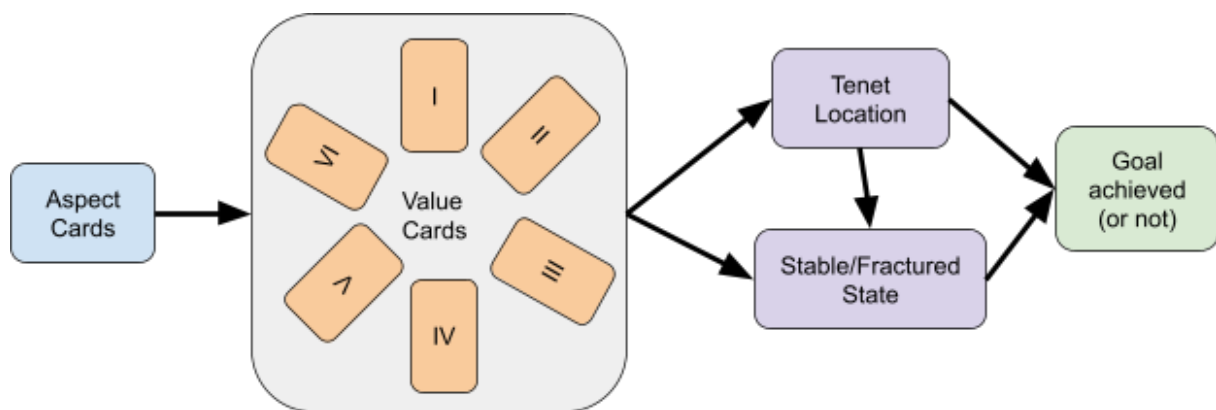 Aspect
Cards
I
II
III
IV
V
VI
Value
Cards
Tenet
Location
Stable/Fractured
State
Goal
achieved
(or not)